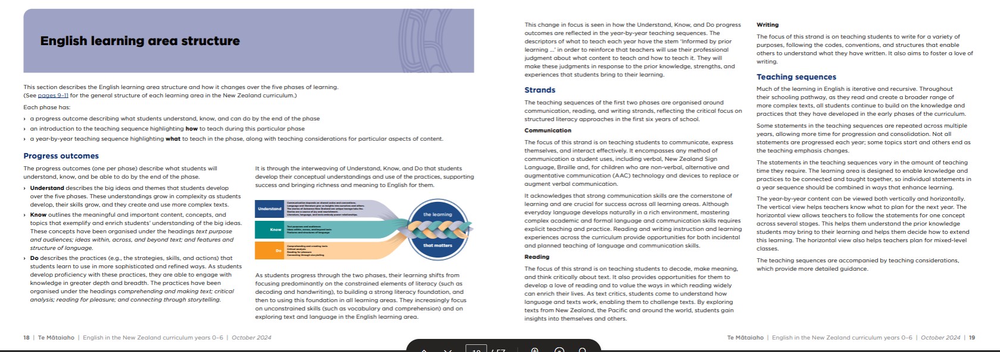 English learning area structure
This section describes the English learning area structure and how it changes over the five phases of learning.
(See pages 9–11 for the general structure of each learning area in the New Zealand curriculum.)
Each phase has:
› a progress outcome describing what students understand, know, and can do by the end of the phase
› an introduction to the teaching sequence highlighting how to teach during this particular phase
› a year-by-year teaching sequence highlighting what to teach in the phase, along with teaching considerations for particular aspects of content.
Progress outcomes
The progress outcomes (one per phase) describe what students will
understand, know, and be able to do by the end of the phase.
› Understand describes the big ideas and themes that students develop
over the five phases. These understandings grow in complexity as students
develop, their skills grow, and they create and use more complex texts.
› Know outlines the meaningful and important content, concepts, and
topics that exemplify and enrich students' understanding of the big ideas.
These concepts have been organised under the headings text purpose
and audiences; ideas within, across, and beyond text; and features and
structure of language.
› Do describes the practices (e.g., the strategies, skills, and actions) that
students learn to use in more sophisticated and refined ways. As students
develop proficiency with these practices, they are able to engage with
knowledge in greater depth and breadth. The practices have been
organised under the headings comprehending and making text; critical
analysis; reading for pleasure; and connecting through storytelling.
It is through the interweaving of Understand, Know, and Do that students
develop their conceptual understandings and use of the practices, supporting
success and bringing richness and meaning to English for them.
Understand
Communication depends on shared codes and conventions.
Language and literature give us insights into ourselves and others.
The stories of Aotearoa New Zealand are unique taonga tuku iho.
Stories are a source of joy and nourishment.
Literature, language, and texts embody power relationships.
Know
Text purpose and audiences
Ideas within, across, and beyond texts
Features and structures of language
Do
Comprehending and creating texts
Critical analysis
Reading for pleasure
Connecting through storytelling
the learning
that matters
As students progress through the two phases, their learning shifts from
focusing predominantly on the constrained elements of literacy (such as
decoding and handwriting), to building a strong literacy foundation, and
then to using this foundation in all learning areas. They increasingly focus
on unconstrained skills (such as vocabulary and comprehension) and on
exploring text and language in the English learning area.
18 | Te Mātaiaho | English in the New Zealand curriculum years 0–6 | October 2024
This change in focus is seen in how the Understand, Know, and Do progress
outcomes are reflected in the year-by-year teaching sequences. The
descriptors of what to teach each year have the stem 'Informed by prior
learning ...' in order to reinforce that teachers will use their professional
judgment about what content to teach and how to teach it. They will
make these judgments in response to the prior knowledge, strengths, and
experiences that students bring to their learning.
Strands
The teaching sequences of the first two phases are organised around
communication, reading, and writing strands, reflecting the critical focus on
structured literacy approaches in the first six years of school.
Communication
The focus of this strand is on teaching students to communicate, express
themselves, and interact effectively. It encompasses any method of
communication a student uses, including verbal, New Zealand Sign
Language, Braille and, for children who are non-verbal, alternative and
augmentative communication (AAC) technology and devices to replace or
augment verbal communication.
It acknowledges that strong communication skills are the cornerstone of
learning and are crucial for success across all learning areas. Although
everyday language develops naturally in a rich environment, mastering
complex academic and formal language and communication skills requires
explicit teaching and practice. Reading and writing instruction and learning
experiences across the curriculum provide opportunities for both incidental
and planned teaching of language and communication skills.
Reading
The focus of this strand is on teaching students to decode, make meaning,
and think critically about text. It also provides opportunities for them to
develop a love of reading and to value the ways in which reading widely
can enrich their lives. As text critics, students come to understand how
language and texts work, enabling them to challenge texts. By exploring
texts from New Zealand, the Pacific and around the world, students gain
insights into themselves and others.
Writing
The focus of this strand is on teaching students to write for a variety of
purposes, following the codes, conventions, and structures that enable
others to understand what they have written. It also aims to foster a love of
writing.
Teaching sequences
Much of the learning in English is iterative and recursive. Throughout
their schooling pathway, as they read and create a broader range of
more complex texts, all students continue to build on the knowledge and
practices that they have developed in the early phases of the curriculum.
Some statements in the teaching sequences are repeated across multiple
years, allowing more time for progression and consolidation. Not all
statements are progressed each year; some topics start and others end as
the teaching emphasis changes.
The statements in the teaching sequences vary in the amount of teaching
time they require. The learning area is designed to enable knowledge and
practices to be connected and taught together, so individual statements in
a year sequence should be combined in ways that enhance learning.
The year-by-year content can be viewed both vertically and horizontally.
The vertical view helps teachers know what to plan for the next year. The
horizontal view allows teachers to follow the statements for one concept
across several stages. This helps them understand the prior knowledge
students may bring to their learning and helps them decide how to extend
this learning. The horizontal view also helps teachers plan for mixed-level
classes.
The teaching sequences are accompanied by teaching considerations,
which provide more detailed guidance.
Te Mātaiaho | English in the New Zealand curriculum years 0–6 | October 2024 | 19